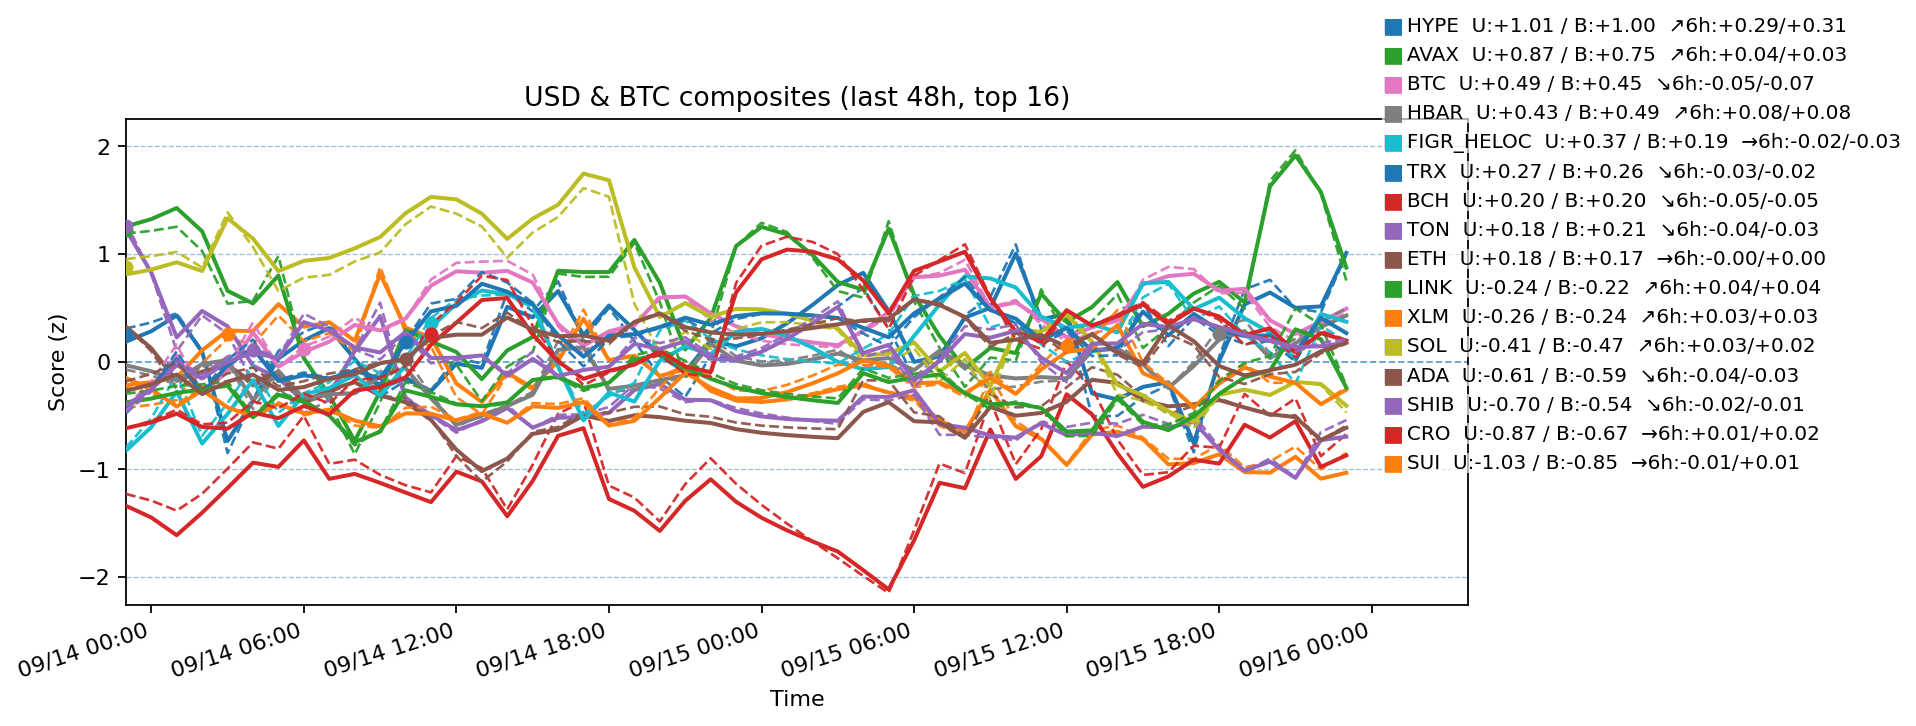 HYPE U:+1.01 / B:+1.00 ↗6h:+0.29/+0.31
AVAX U:+0.87 / B:+0.75 ↗6h:+0.04/+0.03
BTC U:+0.49 / B:+0.45 ↘6h:-0.05/-0.07
HBAR U:+0.43 / B:+0.49 ↗6h:+0.08/+0.08
FIGR_HELOC U:+0.37 / B:+0.19 →6h:-0.02/-0.03
TRX U:+0.27 / B:+0.26 ↘6h:-0.03/-0.02
BCH U:+0.20 / B:+0.20 ↘6h:-0.05/-0.05
TON U:+0.18 / B:+0.21 ↘6h:-0.04/-0.03
ETH U:+0.18 / B:+0.17 →6h:-0.00/+0.00
LINK U:-0.24 / B:-0.22 ↗6h:+0.04/+0.04
XLM U:-0.26 / B:-0.24 ↗6h:+0.03/+0.03
SOL U:-0.41 / B:-0.47 ↗6h:+0.03/+0.02
ADA U:-0.61 / B:-0.59 ↘6h:-0.04/-0.03
SHIB U:-0.70 / B:-0.54 ↘6h:-0.02/-0.01
CRO U:-0.87 / B:-0.67 →6h:+0.01/+0.02
SUI U:-1.03 / B:-0.85 →6h:-0.01/+0.01
USD & BTC composites (last 48h, top 16)
Score (z)
2
1
0
−1
−2
09/14 00:00
09/14 06:00
09/14 12:00
09/14 18:00
09/15 00:00
09/15 06:00
09/15 12:00
09/15 18:00
09/16 00:00
Time